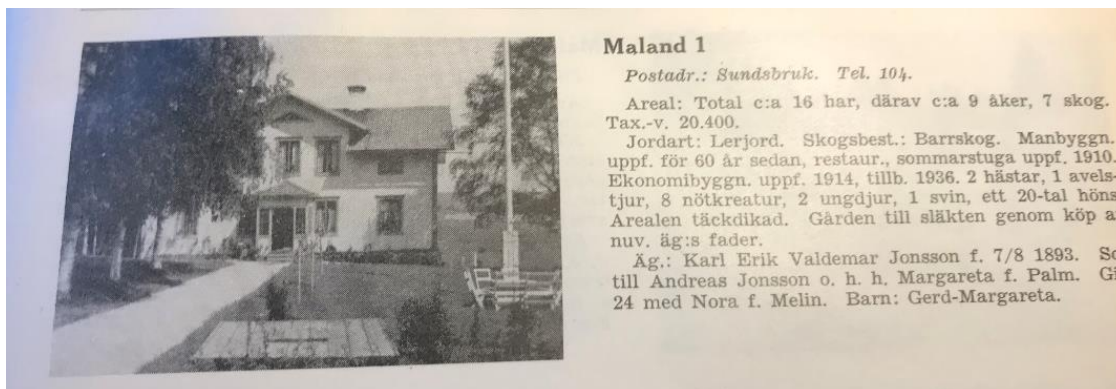 Maland 1
Postadr.: Sundsbruk. Tel. 104.
Areal: Total c:a 16 har, därav c:a 9 åker, 7 skog.
Tax.-v. 20.400.
Jordart: Lerjord. Skogsbest.: Barrskog. Manbyggn.
uppf. för 60 år sedan, restaur., sommarstuga uppf. 1910.
Ekonomibyggn. uppf. 1914, tillb. 1936. 2 hästar, 1 avels-
tjur, 8 nötkreatur, 2 ungdjur, 1 svin, ett 20-tal höns
Arealen täckdikad. Gården till släkten genom köp a
nuv. äg:s fader.
Äg.: Karl Erik Valdemar Jonsson f. 7/8 1893. So
till Andreas Jonsson o. h. h. Margareta f. Palm. Gi
24 med Nora f. Melin. Barn: Gerd-Margareta.